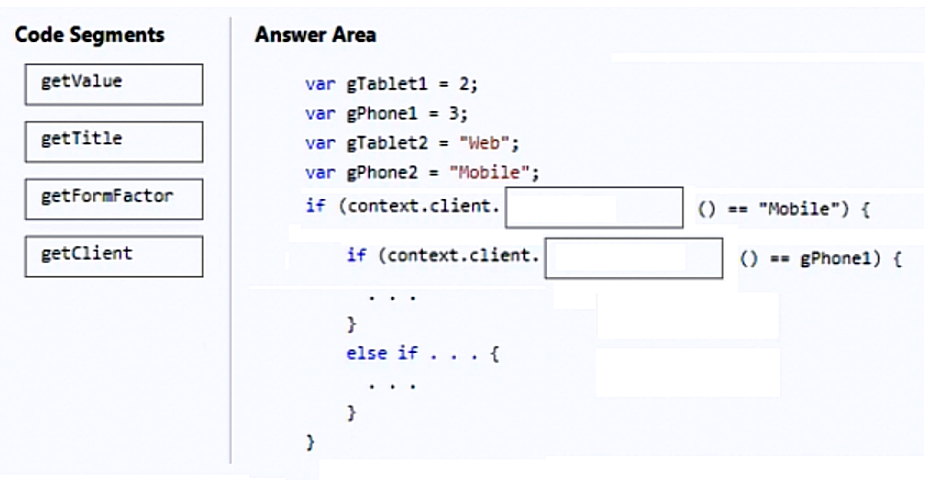 Code Segments
getValue
getTitle
getFormFactor
getClient
Answer Area
var gTablet1 = 2;
var gPhone1 = 3;
var gTablet2 = "Web";
var gPhone2 = "Mobile";
if (context.client. () == "Mobile") {
if (context.client. () == gPhone1) {
. . .
}
else if . . . {
. . .
}
}